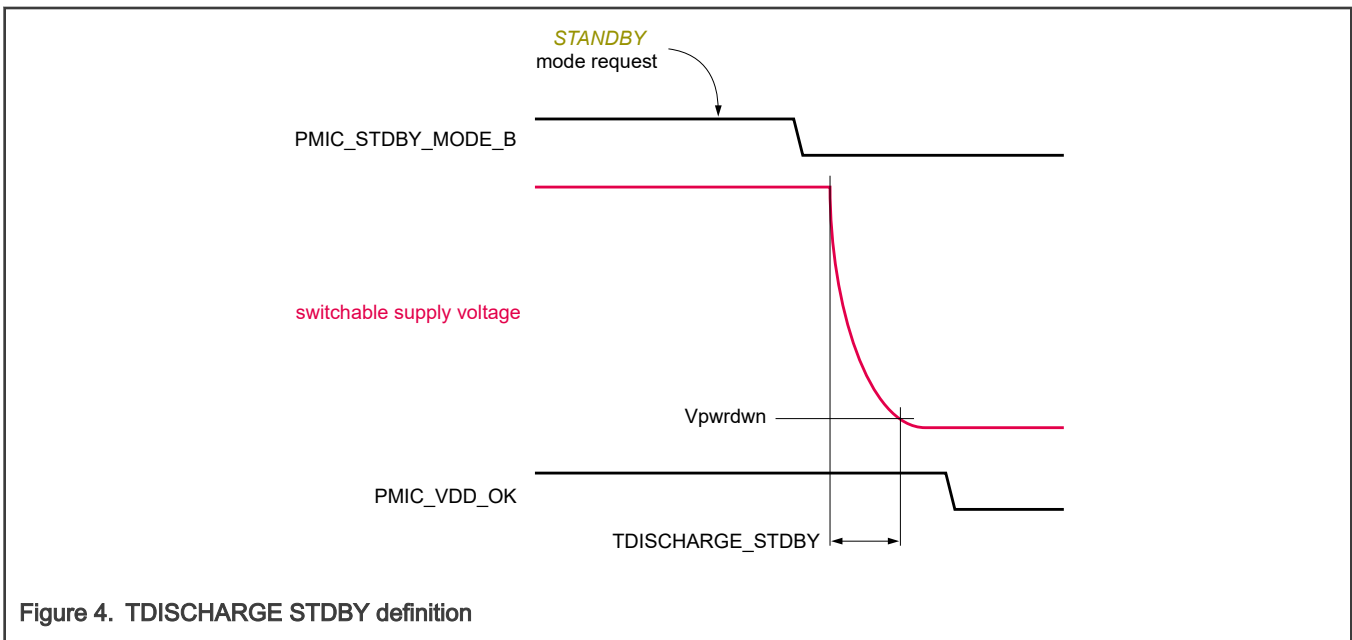 STANDBY
mode request
PMIC_STDBY_MODE_B
switchable supply voltage
Vpwrdwn
PMIC_VDD_OK
TDISCHARGE_STDBY
Figure 4. TDISCHARGE STDBY definition